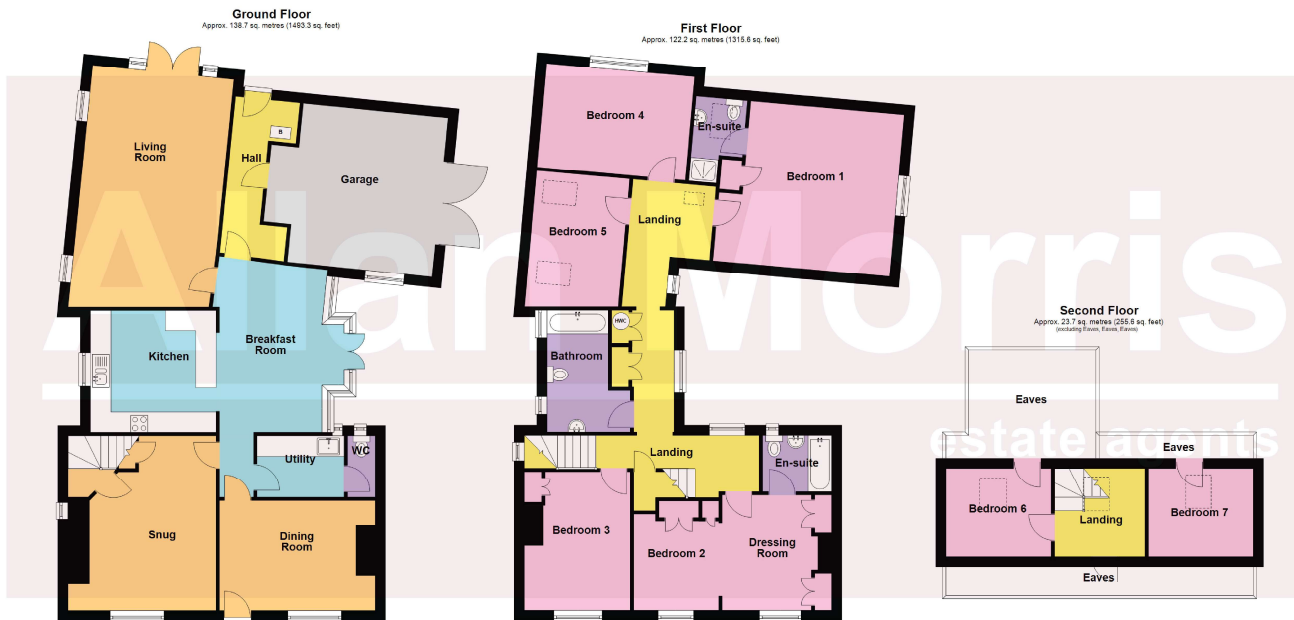 Ground Floor
Approx. 138.7 sq. metres (1493.3 sq. feet)
Living
Room
Hall
B
Garage
Kitchen
Breakfast
Room
Utility
WC
Snug
Dining
Room
First Floor
Approx. 122.2 sq. metres (1315.6 sq. feet)
Bedroom 4
En-suite
Bedroom 1
Landing
Bedroom 5
HWC
Bathroom
Landing
En-suite
Bedroom 3
Bedroom 2
Dressing
Room
Second Floor
Approx. 23.7 sq. metres (255.6 sq. feet)
(excluding Eaves, Eaves, Eaves)
Eaves
Eaves
Bedroom 6
Landing
Bedroom 7
Eaves
Allan Morris
estate agents